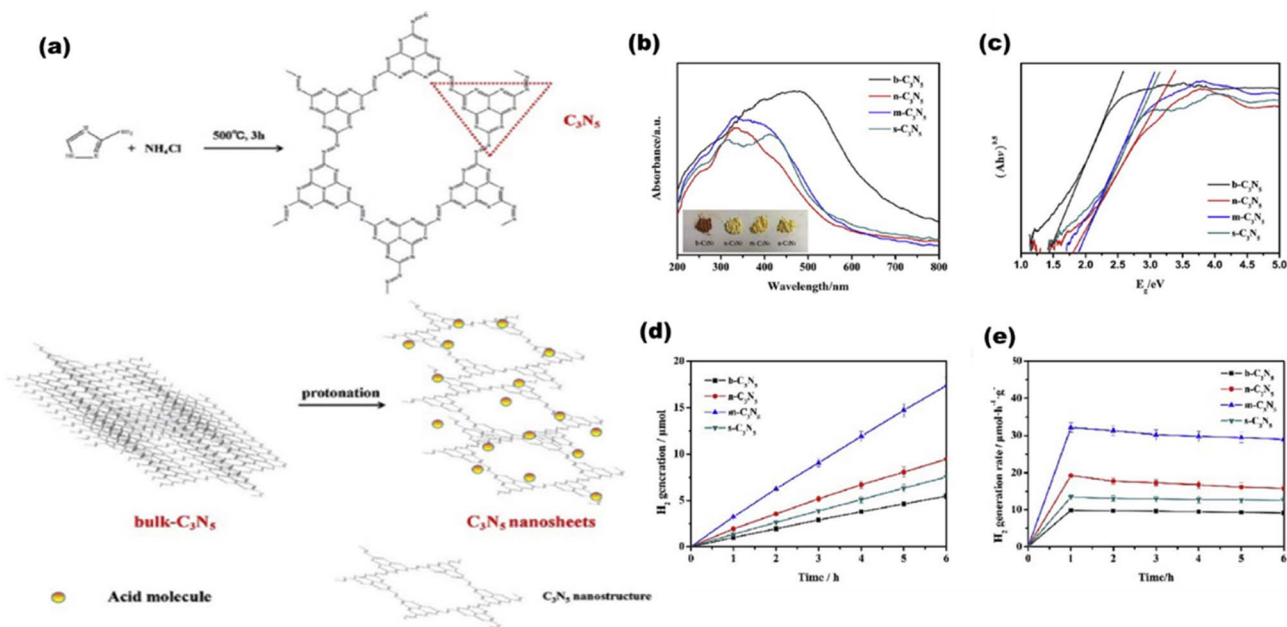 (a)
NH₂
+ NH₄Cl
500℃, 3h
C₃N₅
protonation
bulk-C₃N₅
C₃N₅ nanosheets
Acid molecule
C₃N₅ nanostructure
(b)
Absorbance/a.u.
b-C₃N₅
n-C₃N₅
m-C₃N₅
s-C₃N₅
200 300 400 500 600 700 800
Wavelength/nm
(c)
(Ahν)⁰·⁵
b-C₃N₅
n-C₃N₅
m-C₃N₅
s-C₃N₅
1.0 1.5 2.0 2.5 3.0 3.5 4.0 4.5 5.0
E g/eV
(d)
H₂ generation / μmol
20
15
10
5
0
b-C₃N₅
n-C₃N₅
m-C₃N₅
s-C₃N₅
0 1 2 3 4 5 6
Time / h
(e)
H₂ generation rate / μmol·h⁻¹·g
50
40
30
20
10
0
b-C₃N₅
n-C₃N₅
m-C₃N₅
s-C₃N₅
0 1 2 3 4 5 6
Time/h